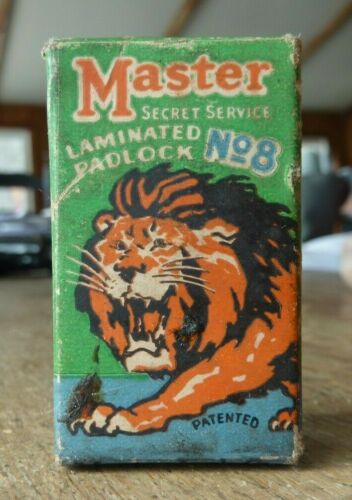 Master
SECRET SERVICE
LAMINATED
PADLOCK No8
PATENTED